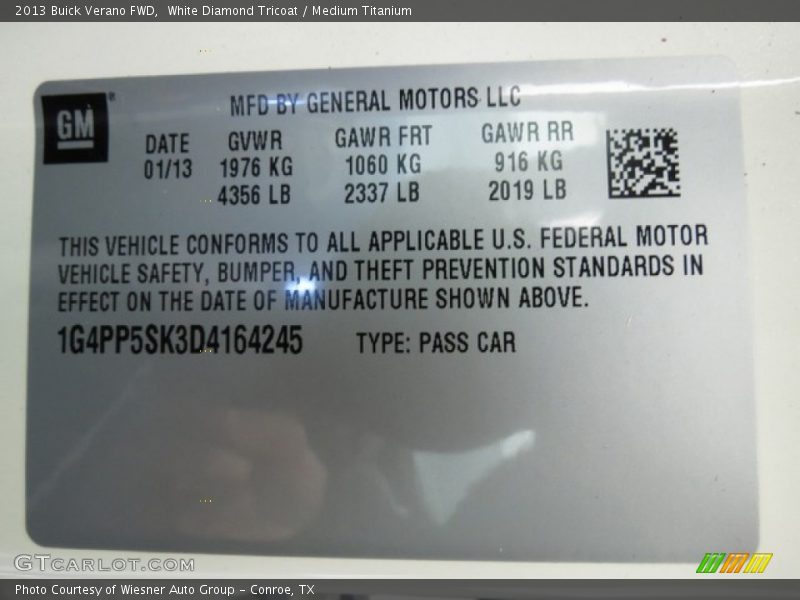 2013 Buick Verano FWD,  White Diamond Tricoat / Medium Titanium
GM®
MFD BY GENERAL MOTORS LLC
DATE GVWR GAWR FRT GAWR RR
01/13 1976 KG 1060 KG 916 KG
4356 LB 2337 LB 2019 LB
THIS VEHICLE CONFORMS TO ALL APPLICABLE U.S. FEDERAL MOTOR
VEHICLE SAFETY, BUMPER, AND THEFT PREVENTION STANDARDS IN
EFFECT ON THE DATE OF MANUFACTURE SHOWN ABOVE.
1G4PP5SK3D4164245 TYPE: PASS CAR
GTCARLOT.COM
Photo Courtesy of Wiesner Auto Group - Conroe, TX